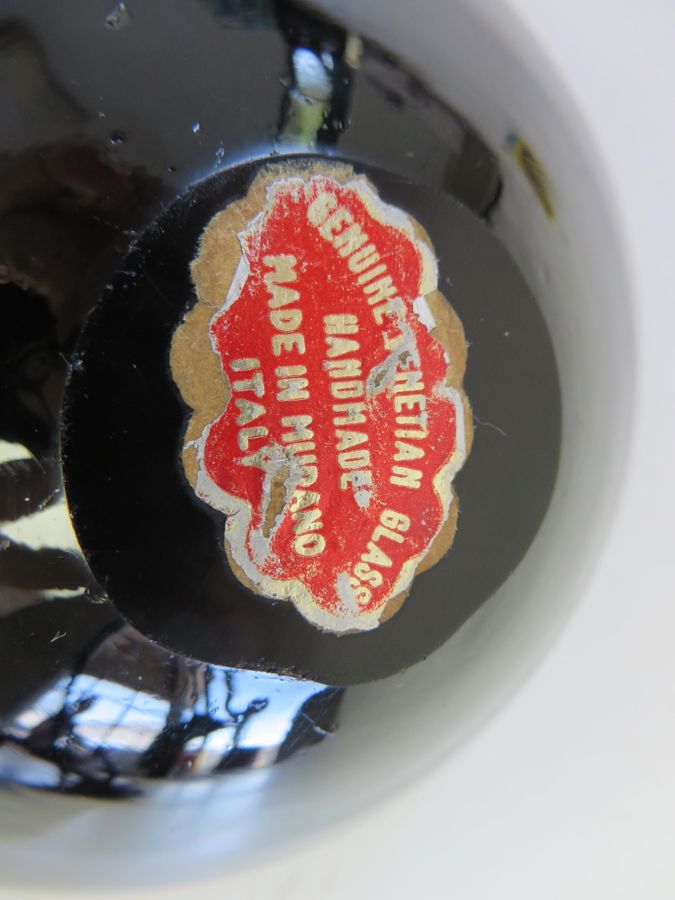 GENUINE VENETIAN GLASS
HANDMADE
MADE IN MURANO
ITALY